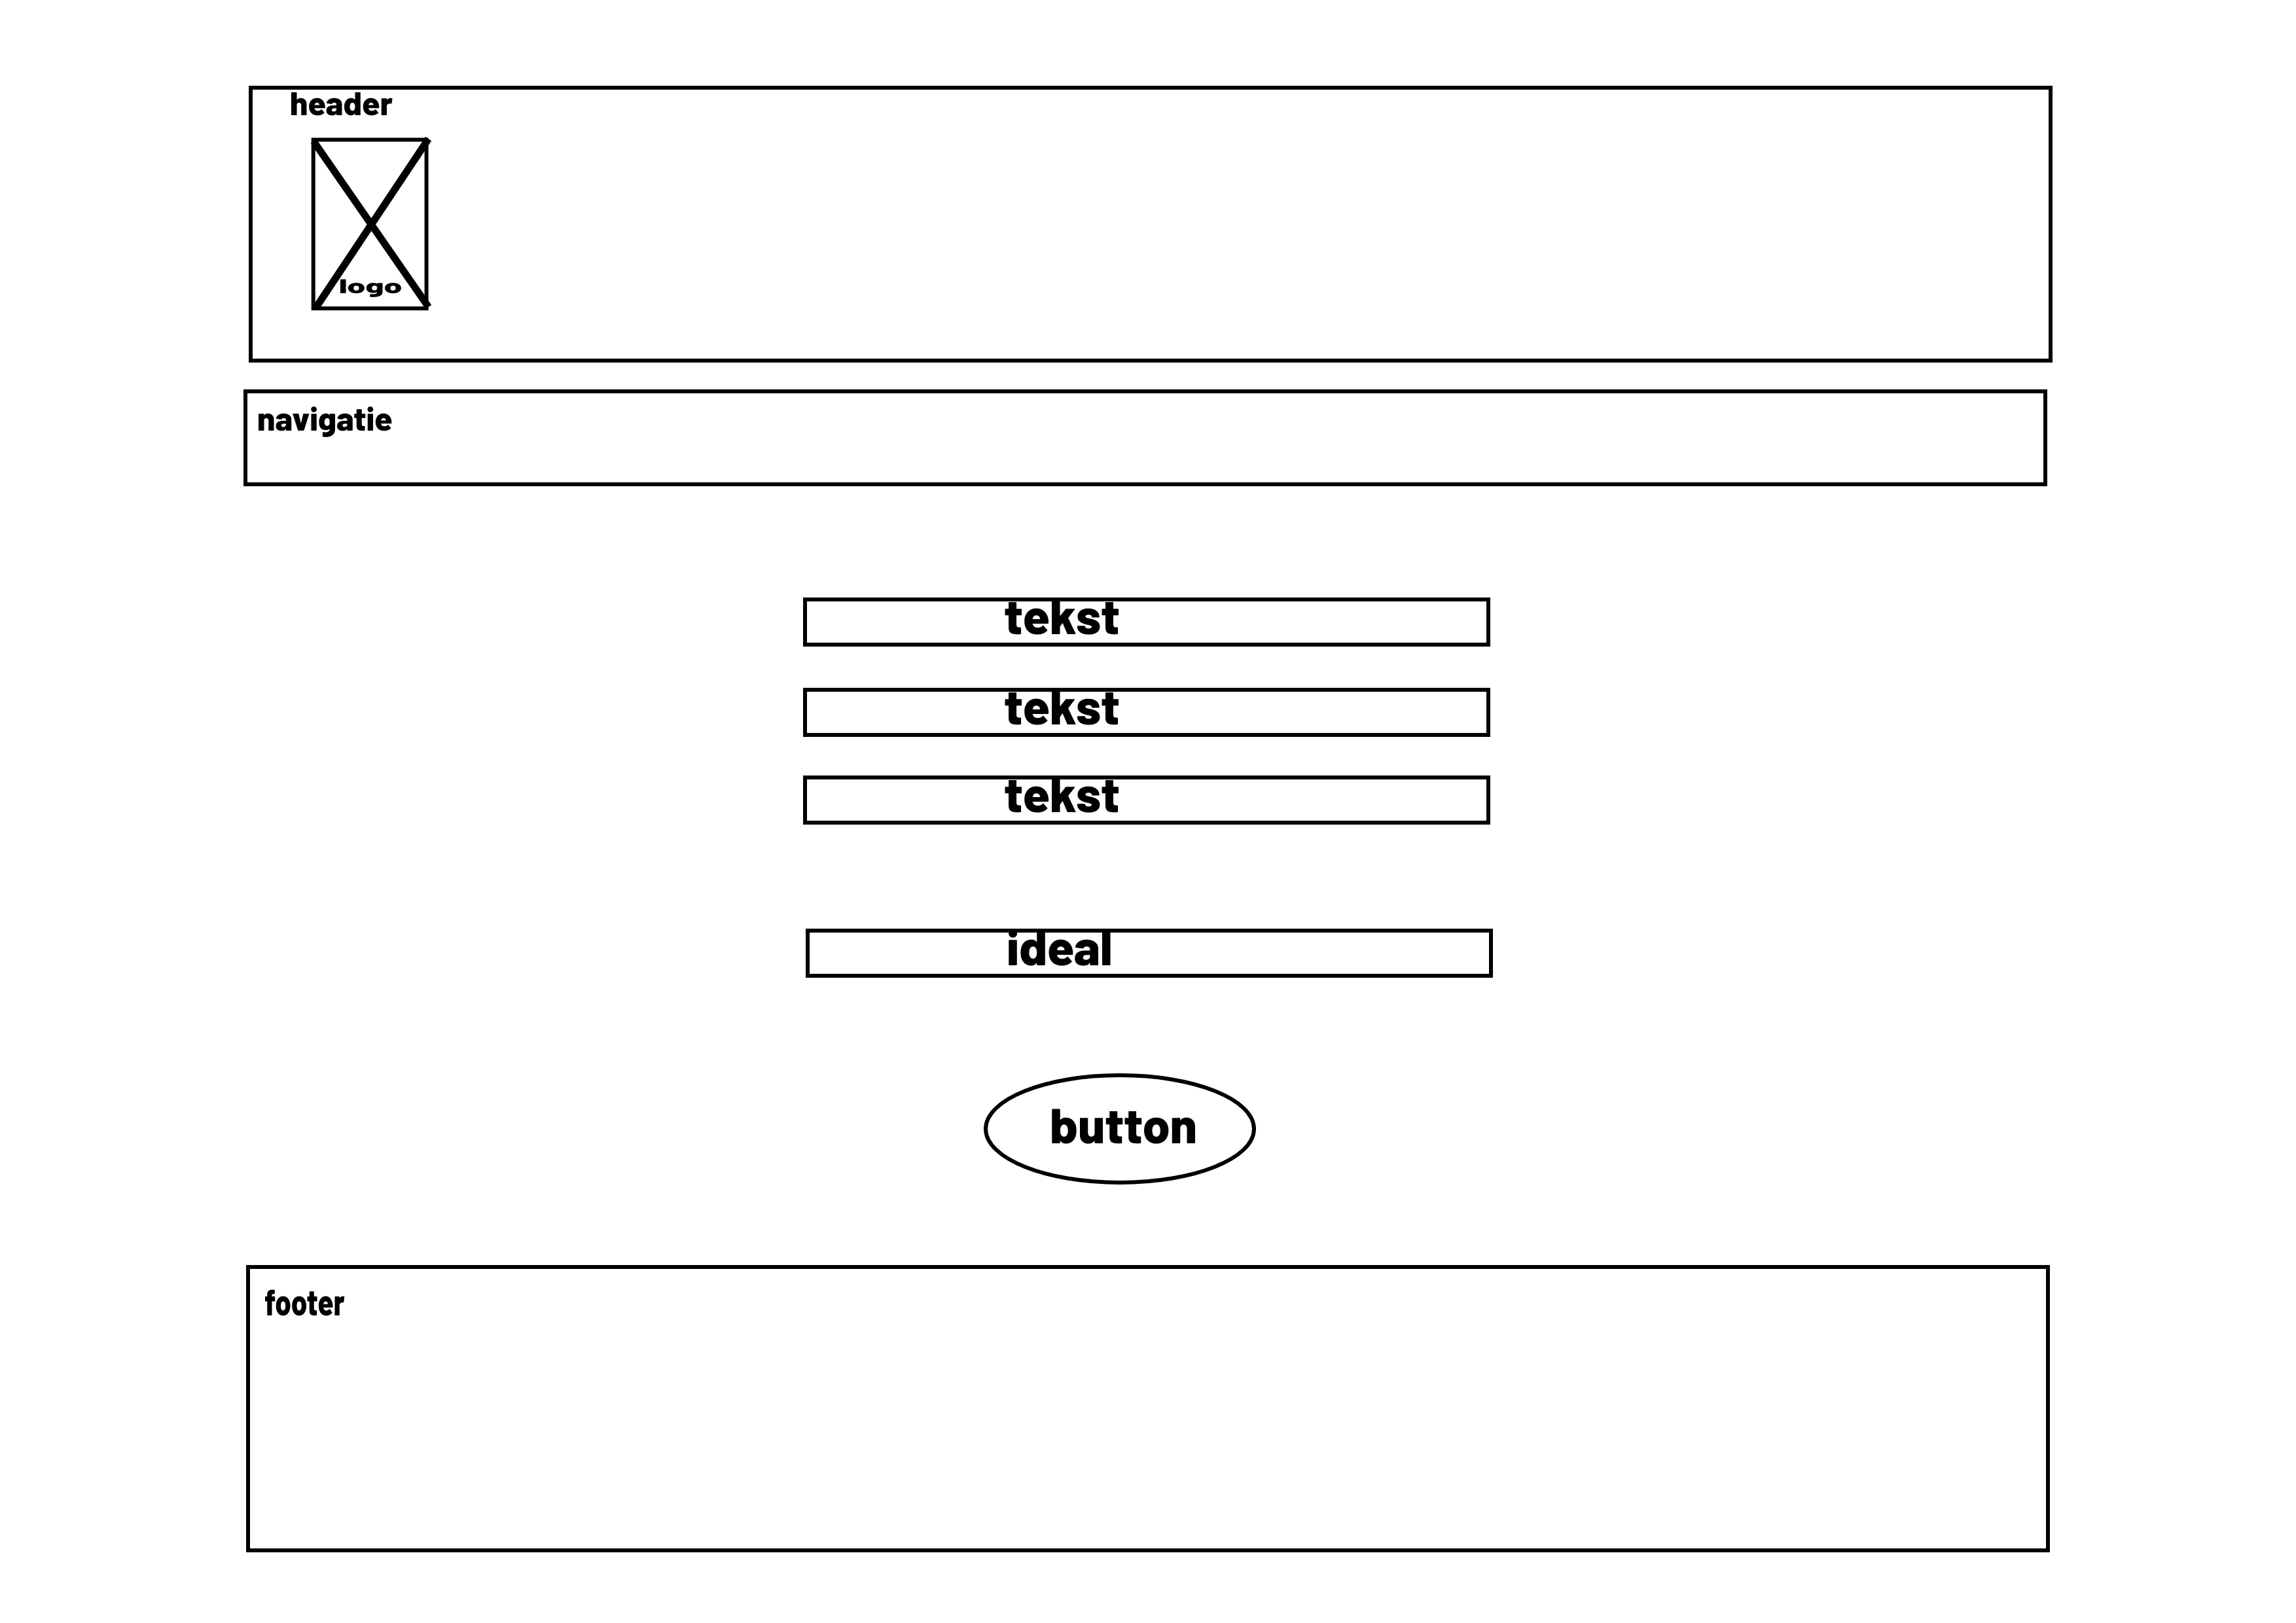 header
logo
navigatie
tekst
tekst
tekst
ideal
button
footer